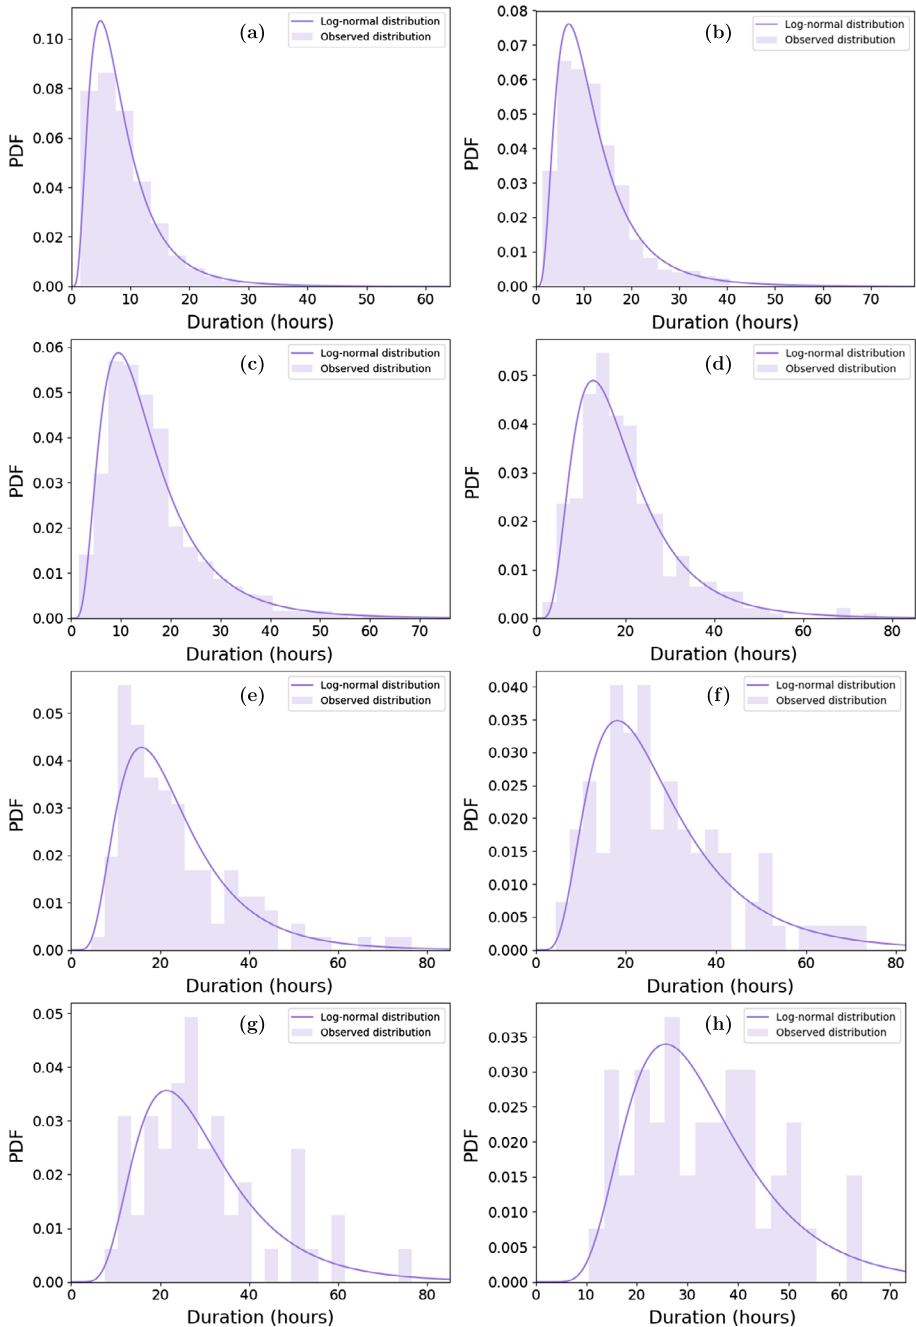 (a)
Log-normal distribution
Observed distribution
PDF
0.10
0.08
0.06
0.04
0.02
0.00
0 10 20 30 40 50 60
Duration (hours)
(b)
Log-normal distribution
Observed distribution
PDF
0.08
0.07
0.06
0.05
0.04
0.03
0.02
0.01
0.00
0 10 20 30 40 50 60 70
Duration (hours)
(c)
Log-normal distribution
Observed distribution
PDF
0.06
0.05
0.04
0.03
0.02
0.01
0.00
0 10 20 30 40 50 60 70
Duration (hours)
(d)
Log-normal distribution
Observed distribution
PDF
0.05
0.04
0.03
0.02
0.01
0.00
0 20 40 60 80
Duration (hours)
(e)
Log-normal distribution
Observed distribution
PDF
0.05
0.04
0.03
0.02
0.01
0.00
0 20 40 60 80
Duration (hours)
(f)
Log-normal distribution
Observed distribution
PDF
0.040
0.035
0.030
0.025
0.020
0.015
0.010
0.005
0.000
0 20 40 60 80
Duration (hours)
(g)
Log-normal distribution
Observed distribution
PDF
0.05
0.04
0.03
0.02
0.01
0.00
0 20 40 60 80
Duration (hours)
(h)
Log-normal distribution
Observed distribution
PDF
0.035
0.030
0.025
0.020
0.015
0.010
0.005
0.000
0 10 20 30 40 50 60 70
Duration (hours)